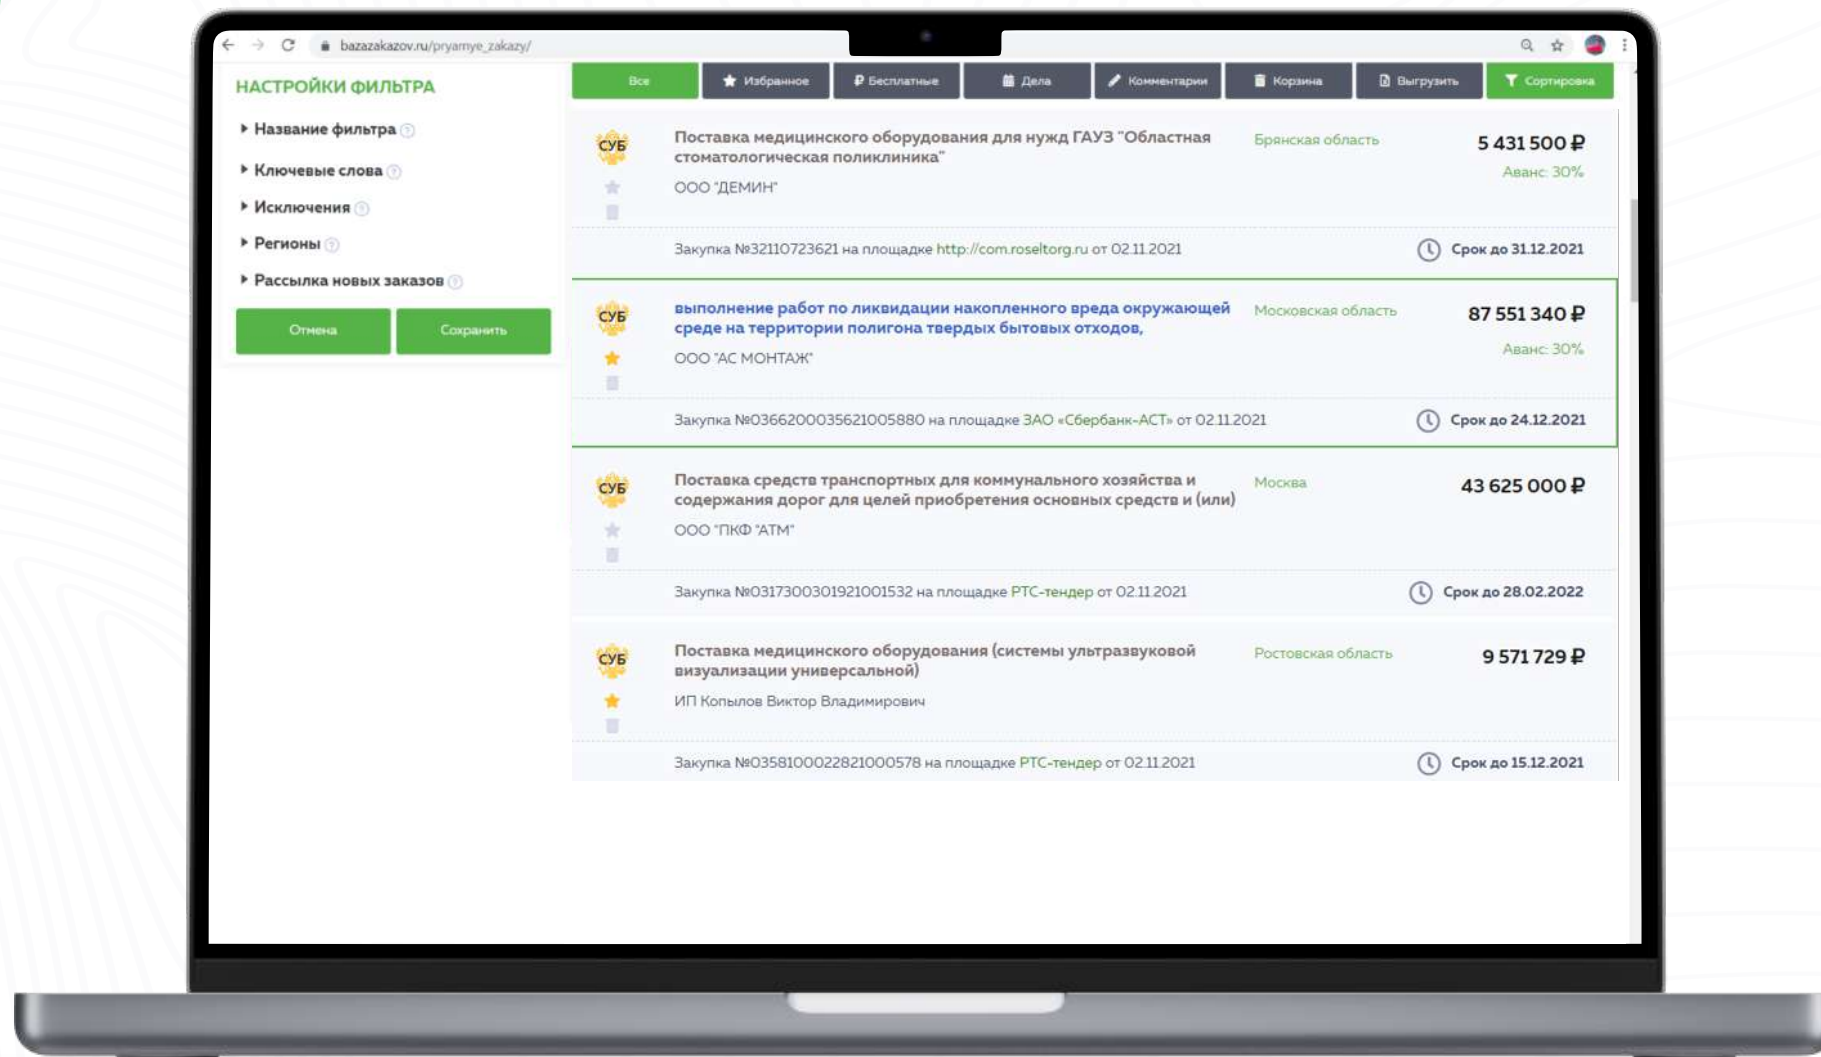 bazazakazov.ru/pryamye_zakazy/
НАСТРОЙКИ ФИЛЬТРА
Название фильтра ?
Ключевые слова ?
Исключения ?
Регионы ?
Рассылка новых заказов ?
Отмена
Сохранить
Все
Избранное
Бесплатные
Дела
Комментарии
Корзина
Выгрузить
Сортировка
СУБ
Поставка медицинского оборудования для нужд ГАУЗ "Областная
стоматологическая поликлиника"
ООО "ДЕМИН"
Брянская область
5 431 500 ₽
Аванс: 30%
Закупка №32110723621 на площадке http://com.roseltorg.ru от 02.11.2021
Срок до 31.12.2021
СУБ
выполнение работ по ликвидации накопленного вреда окружающей
среде на территории полигона твердых бытовых отходов,
ООО "АС МОНТАЖ"
Московская область
87 551 340 ₽
Аванс: 30%
Закупка №0366200035621005880 на площадке ЗАО «Сбербанк-АСТ» от 02.11.2021
Срок до 24.12.2021
СУБ
Поставка средств транспортных для коммунального хозяйства и
содержания дорог для целей приобретения основных средств и (или)
ООО "ПКФ "АТМ"
Москва
43 625 000 ₽
Закупка №0317300301921001532 на площадке РТС-тендер от 02.11.2021
Срок до 28.02.2022
СУБ
Поставка медицинского оборудования (системы ультразвуковой
визуализации универсальной)
ИП Копылов Виктор Владимирович
Ростовская область
9 571 729 ₽
Закупка №0358100022821000578 на площадке РТС-тендер от 02.11.2021
Срок до 15.12.2021